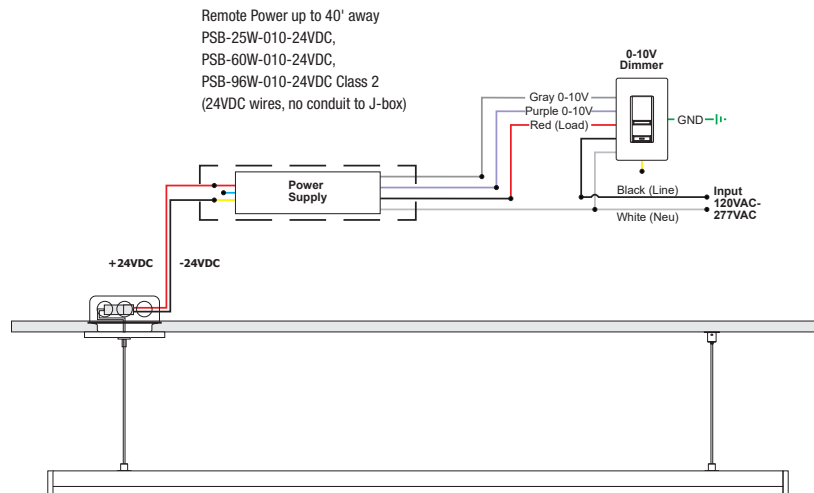 Remote Power up to 40' away
PSB-25W-010-24VDC,
PSB-60W-010-24VDC,
PSB-96W-010-24VDC Class 2
(24VDC wires, no conduit to J-box)
0-10V
Dimmer
Gray 0-10V
Purple 0-10V
Red (Load)
GND
Power
Supply
Black (Line)
White (Neu)
Input
120VAC-
277VAC
+24VDC
-24VDC